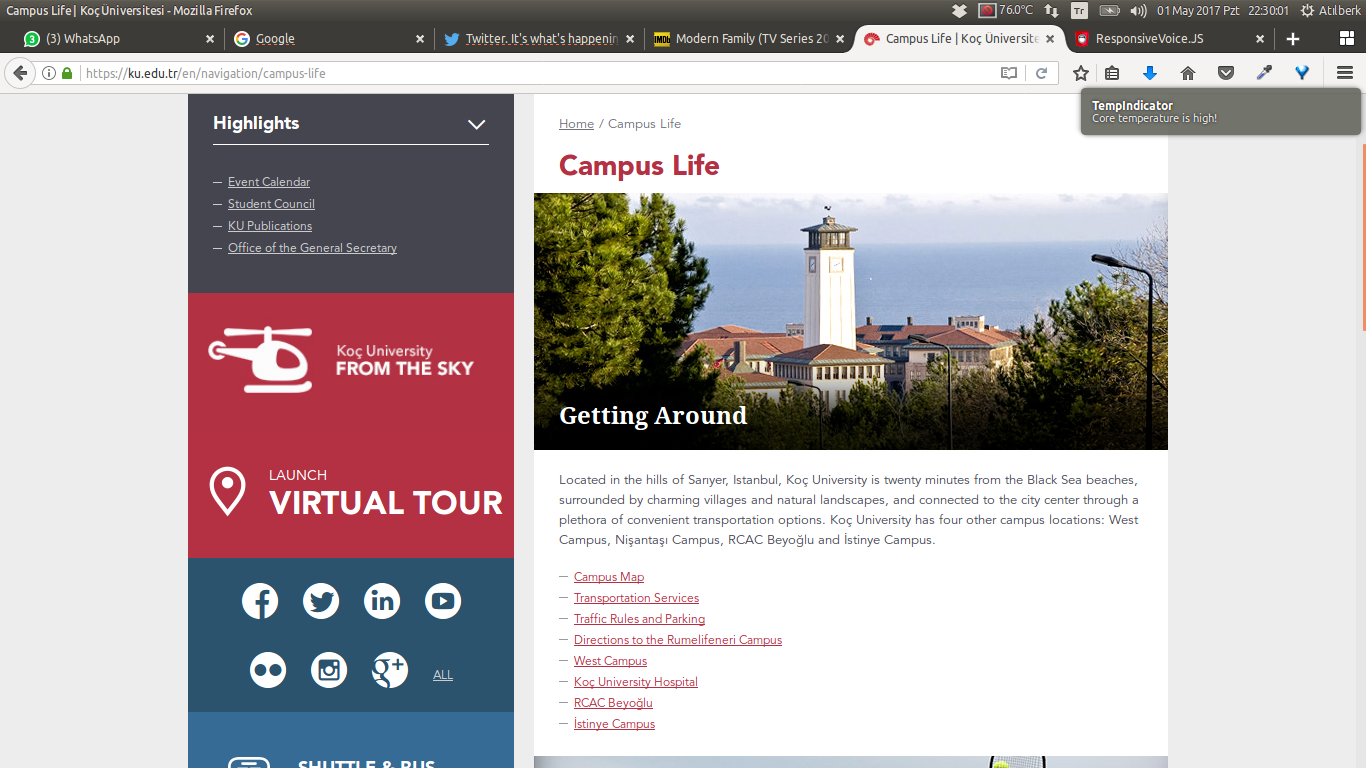 Campus Life | Koç Üniversitesi - Mozilla Firefox
76.0°C
Tr
01 May 2017 Pzt
22:30:01
Atılberk
3
(3) WhatsApp
Google
Twitter. It's what's happenin
IMDb
Modern Family (TV Series 20
Campus Life | Koç Üniversite
ResponsiveVoice.JS
https://ku.edu.tr/en/navigation/campus-life
TempIndicator
Core temperature is high!
Highlights
Event Calendar
Student Council
KU Publications
Office of the General Secretary
Koç University
FROM THE SKY
LAUNCH
VIRTUAL TOUR
ALL
SHUTTLE & BUS
Home / Campus Life
Campus Life
Getting Around
Located in the hills of Sarıyer, Istanbul, Koç University is twenty minutes from the Black Sea beaches,
surrounded by charming villages and natural landscapes, and connected to the city center through a
plethora of convenient transportation options. Koç University has four other campus locations: West
Campus, Nişantaşı Campus, RCAC Beyoğlu and İstinye Campus.
Campus Map
Transportation Services
Traffic Rules and Parking
Directions to the Rumelifeneri Campus
West Campus
Koç University Hospital
RCAC Beyoğlu
İstinye Campus